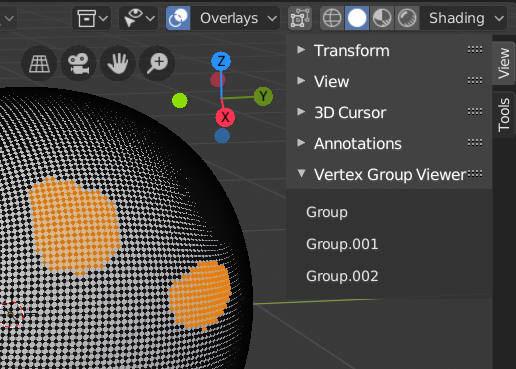 Overlays
Shading
Z
Y
X
Transform
View
3D Cursor
Annotations
Vertex Group Viewer
Group
Group.001
Group.002
View
Tools